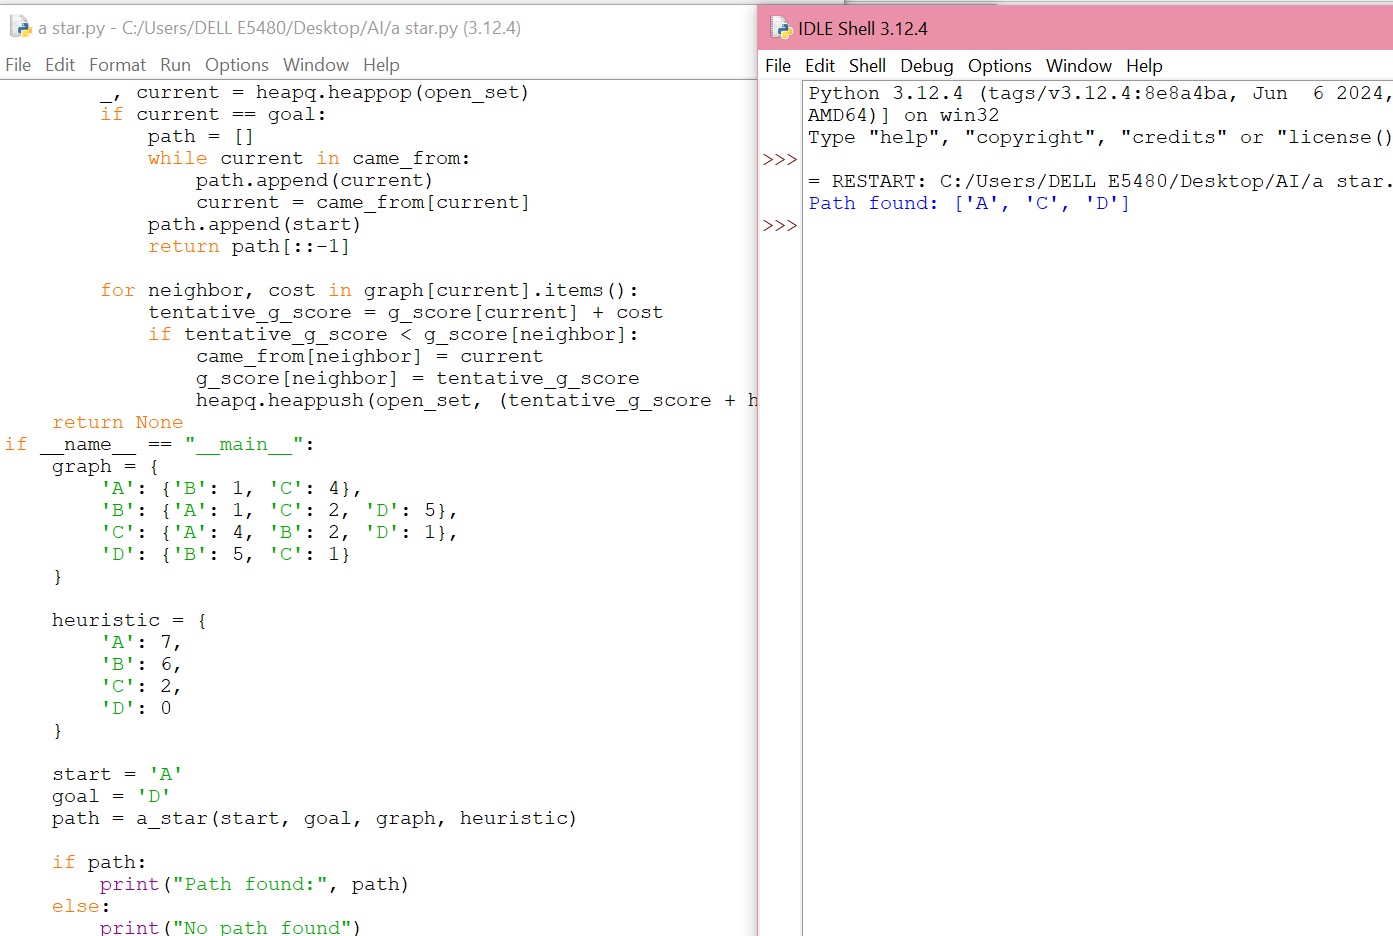 a star.py - C:/Users/DELL E5480/Desktop/AI/a star.py (3.12.4)
File Edit Format Run Options Window Help
        _, current = heapq.heappop(open_set)
        if current == goal:
            path = []
            while current in came_from:
                path.append(current)
                current = came_from[current]
            path.append(start)
            return path[::-1]

        for neighbor, cost in graph[current].items():
            tentative_g_score = g_score[current] + cost
            if tentative_g_score < g_score[neighbor]:
                came_from[neighbor] = current
                g_score[neighbor] = tentative_g_score
                heapq.heappush(open_set, (tentative_g_score + h
    return None
if __name__ == "__main__":
    graph = {
        'A': {'B': 1, 'C': 4},
        'B': {'A': 1, 'C': 2, 'D': 5},
        'C': {'A': 4, 'B': 2, 'D': 1},
        'D': {'B': 5, 'C': 1}
    }

    heuristic = {
        'A': 7,
        'B': 6,
        'C': 2,
        'D': 0
    }

    start = 'A'
    goal = 'D'
    path = a_star(start, goal, graph, heuristic)

    if path:
        print("Path found:", path)
    else:
        print("No path found")
IDLE Shell 3.12.4
File Edit Shell Debug Options Window Help
Python 3.12.4 (tags/v3.12.4:8e8a4ba, Jun  6 2024,
AMD64)] on win32
Type "help", "copyright", "credits" or "license()
>>>
= RESTART: C:/Users/DELL E5480/Desktop/AI/a star.
Path found: ['A', 'C', 'D']
>>>